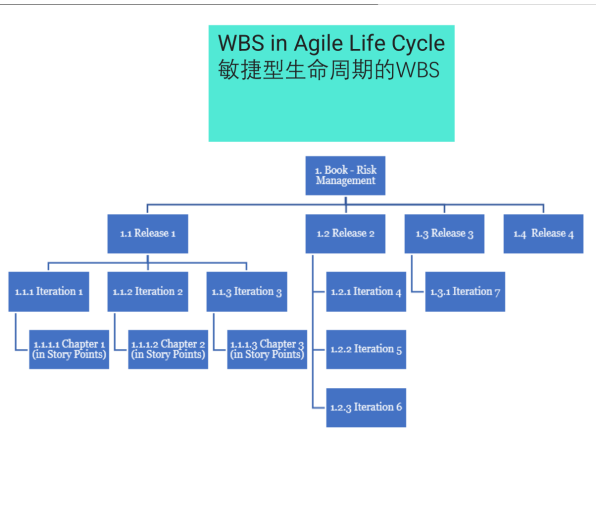 WBS in Agile Life Cycle
敏捷型生命周期的WBS
1. Book - Risk
Management
1.1 Release 1
1.2 Release 2
1.3 Release 3
1.4 Release 4
1.1.1 Iteration 1
1.1.2 Iteration 2
1.1.3 Iteration 3
1.2.1 Iteration 4
1.3.1 Iteration 7
1.1.1.1 Chapter 1
(in Story Points)
1.1.1.2 Chapter 2
(in Story Points)
1.1.1.3 Chapter 3
(in Story Points)
1.2.2 Iteration 5
1.2.3 Iteration 6